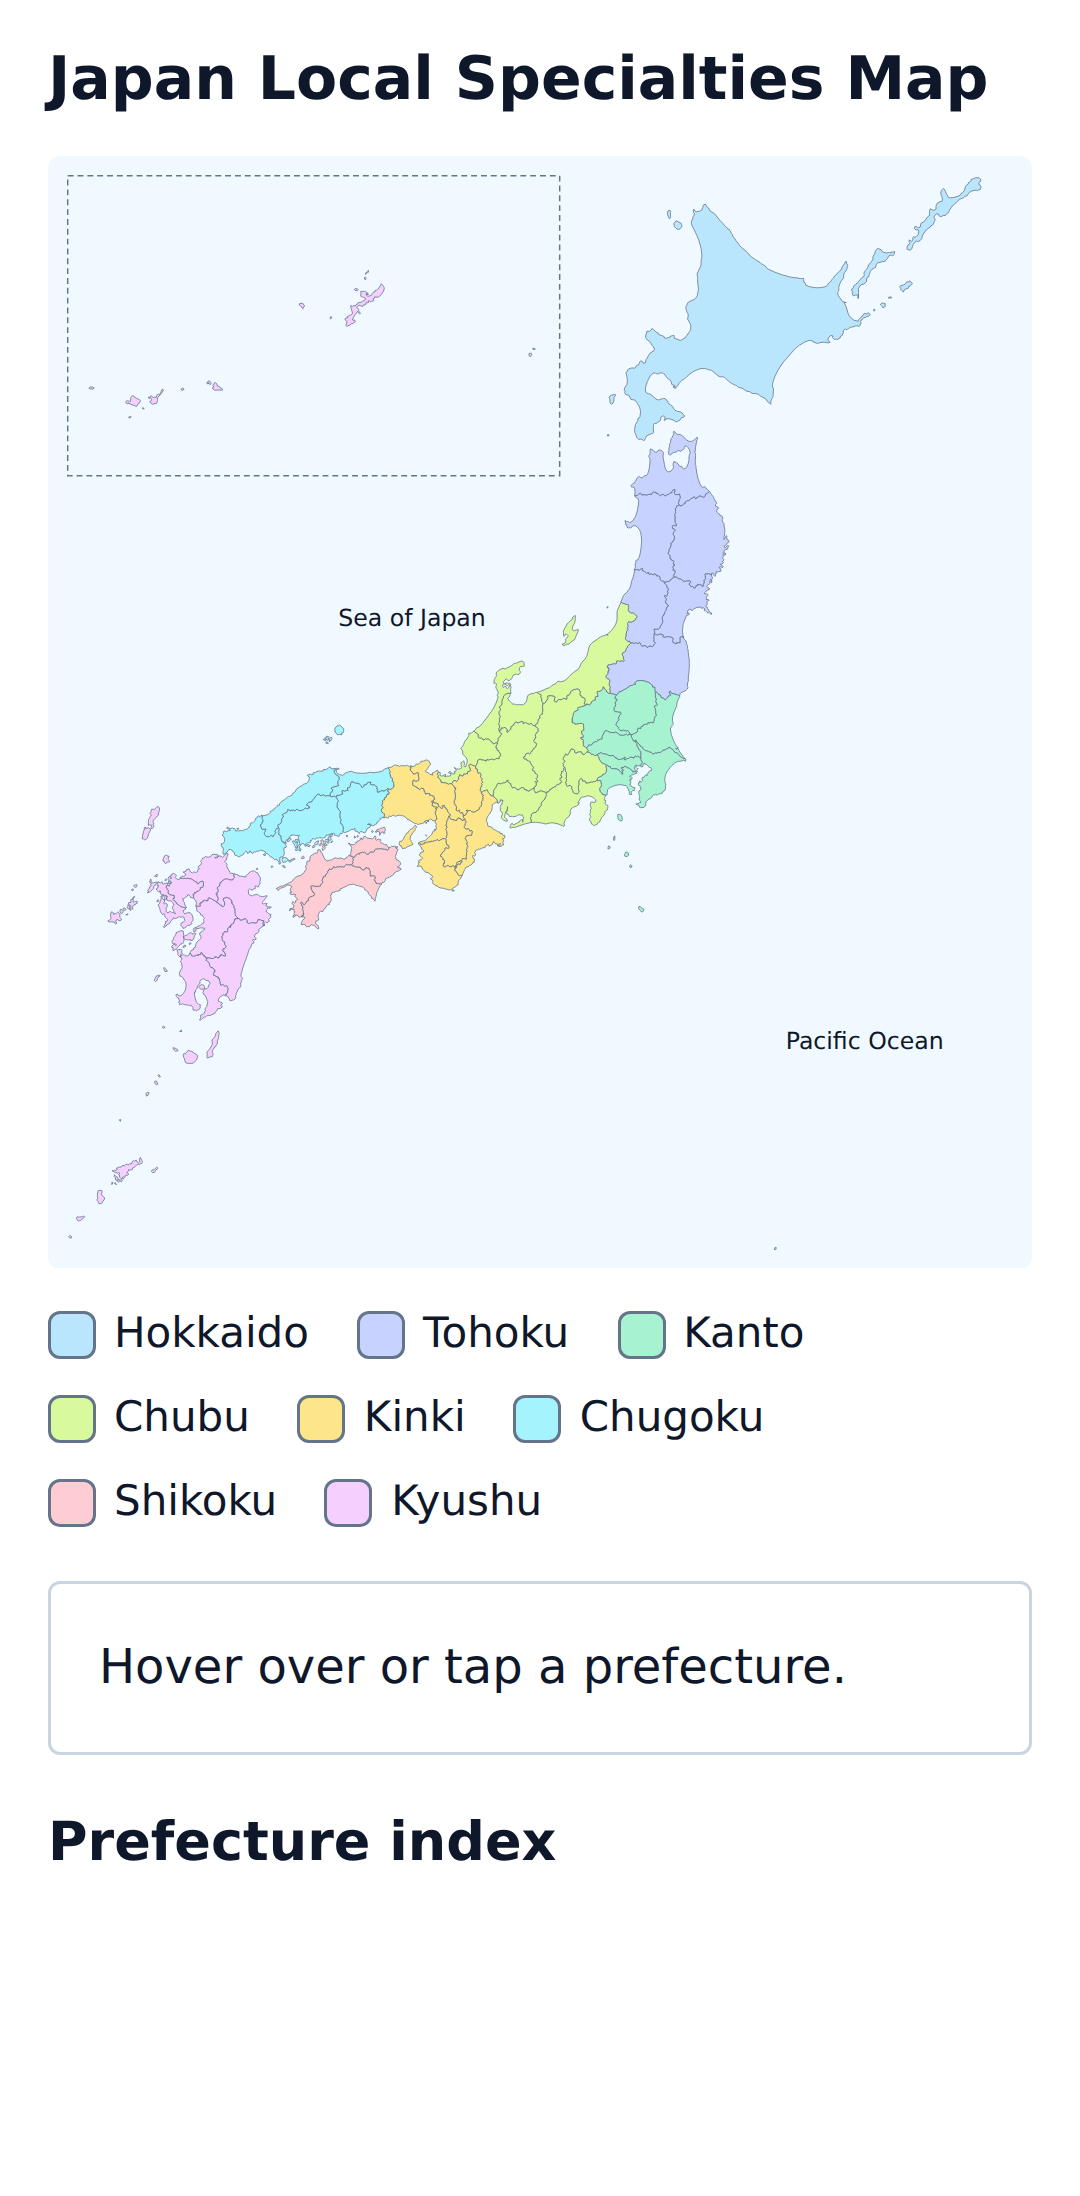 Japan Local Specialties Map
Sea of Japan
Pacific Ocean
Hokkaido Tohoku Kanto
Chubu Kinki Chugoku
Shikoku Kyushu
Hover over or tap a prefecture.
Prefecture index